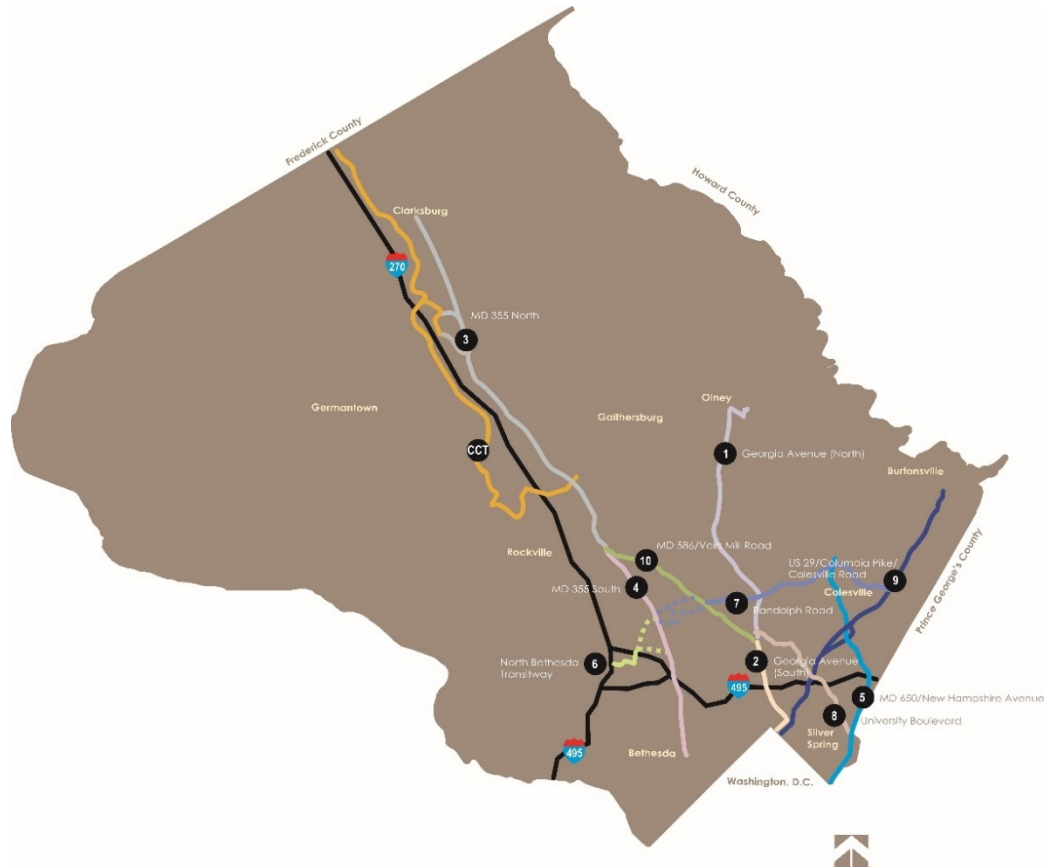 Frederick County
Howard County
Clarksburg
270
MD 355 North
3
Germantown
Gaithersburg
Olney
CCT
1
Georgia Avenue (North)
Burtonsville
Rockville
MD 586/Veirs Mill Road
10
US 29/Columbia Pike/
Colesville Road
9
MD 355 South
4
Colesville
7
Randolph Road
Prince George's County
North Bethesda
Transitway
6
2
Georgia Avenue
(South)
495
5
MD 650/New Hampshire Avenue
8
University Boulevard
Silver
Spring
495
Bethesda
Washington, D.C.